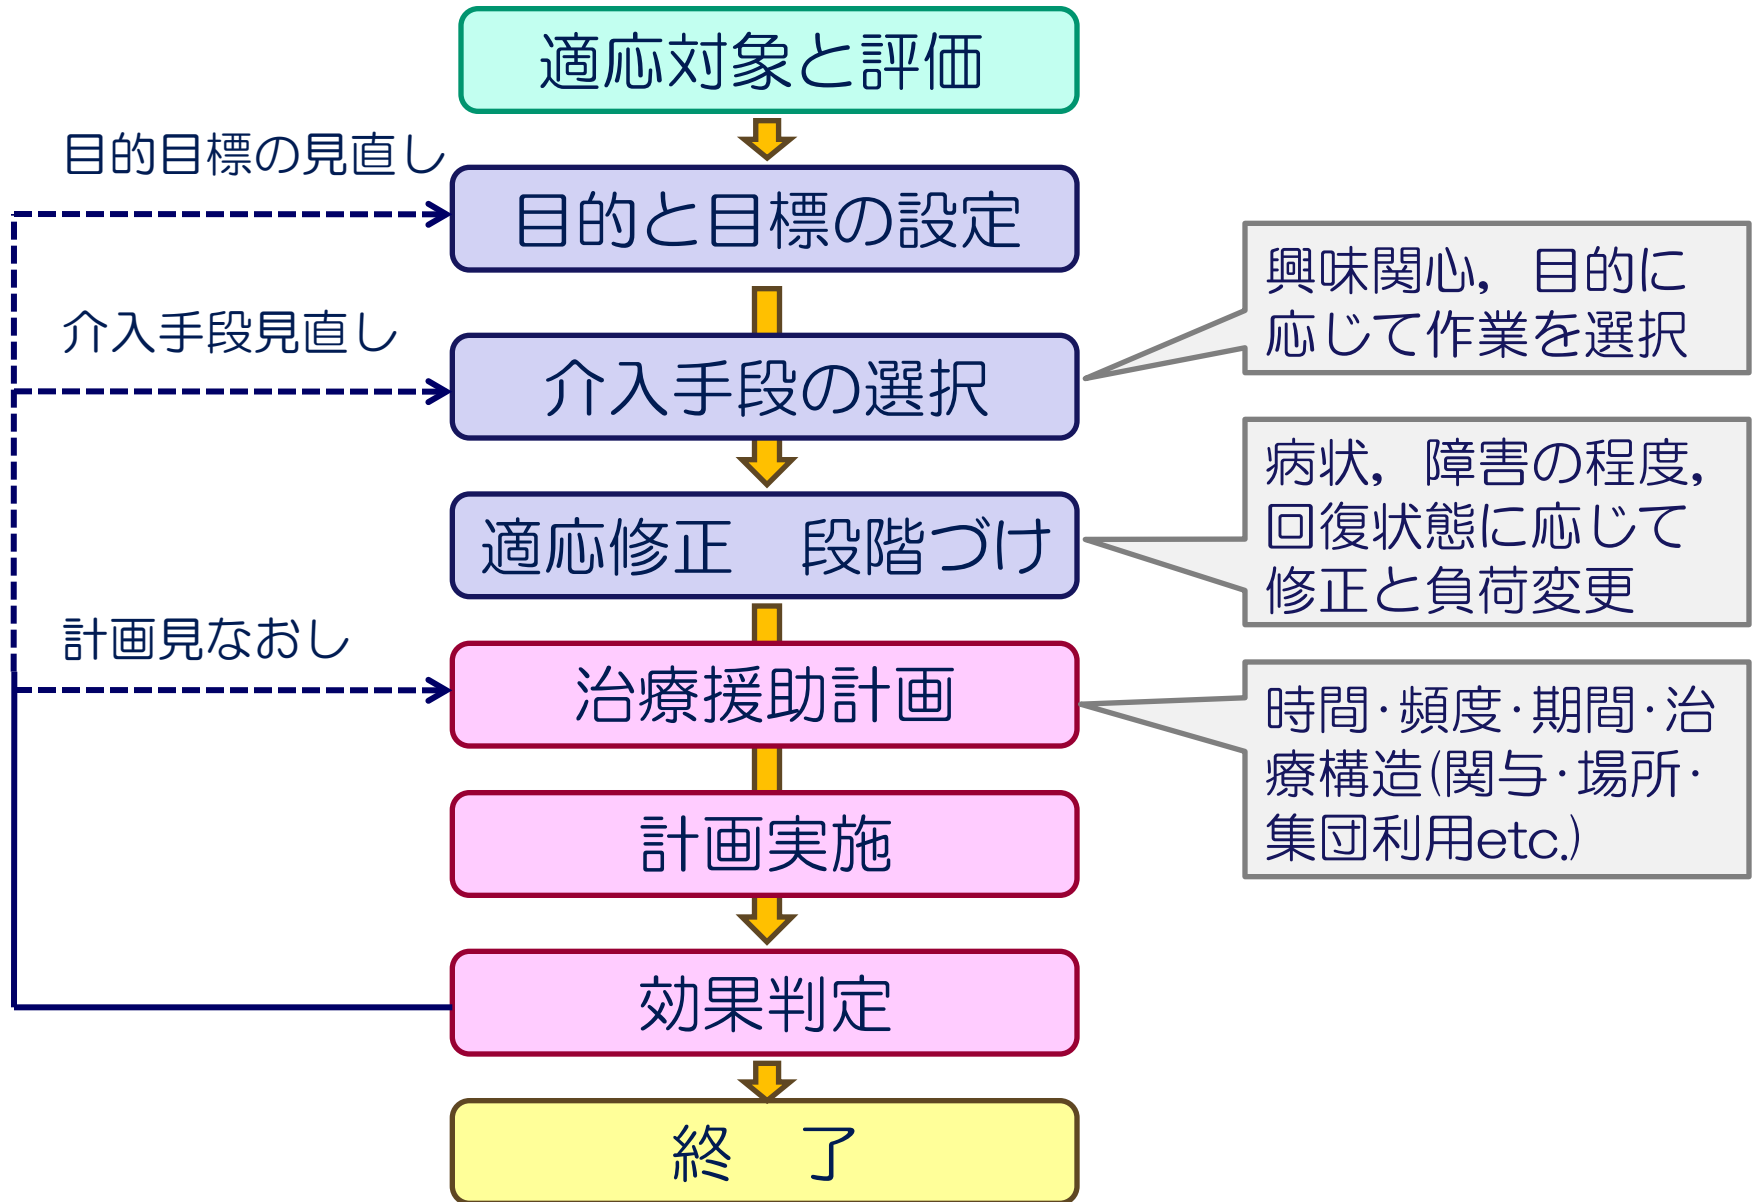 適応対象と評価
目的目標の見直し
目的と目標の設定
興味関心，目的に
応じて作業を選択
介入手段見直し
介入手段の選択
病状，障害の程度，
回復状態に応じて
修正と負荷変更
適応修正　段階づけ
計画見なおし
治療援助計画
時間・頻度・期間・治
療構造(関与・場所・
集団利用etc.)
計画実施
効果判定
終　了